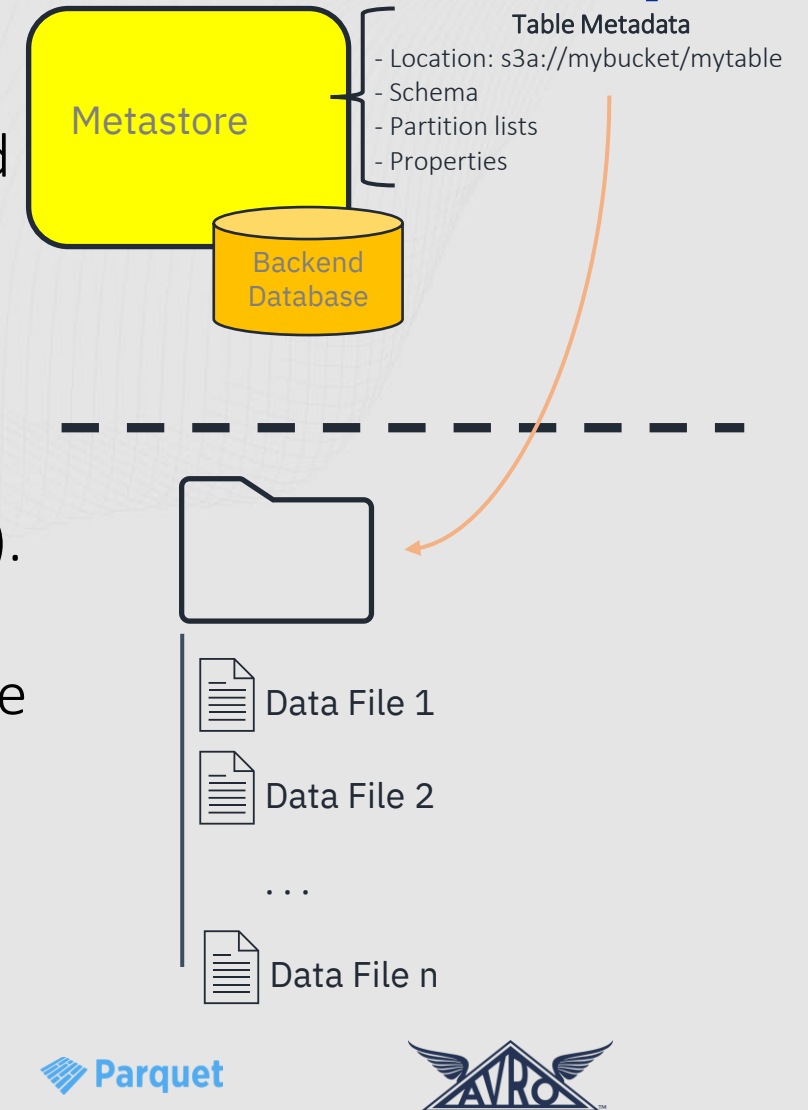 Table Metadata
- Location: s3a://mybucket/mytable
- Schema
- Partition lists
- Properties
Metastore
d
Backend
Database
).
e
Data File 1
Data File 2
...
Data File n
Parquet
AVRO
TM